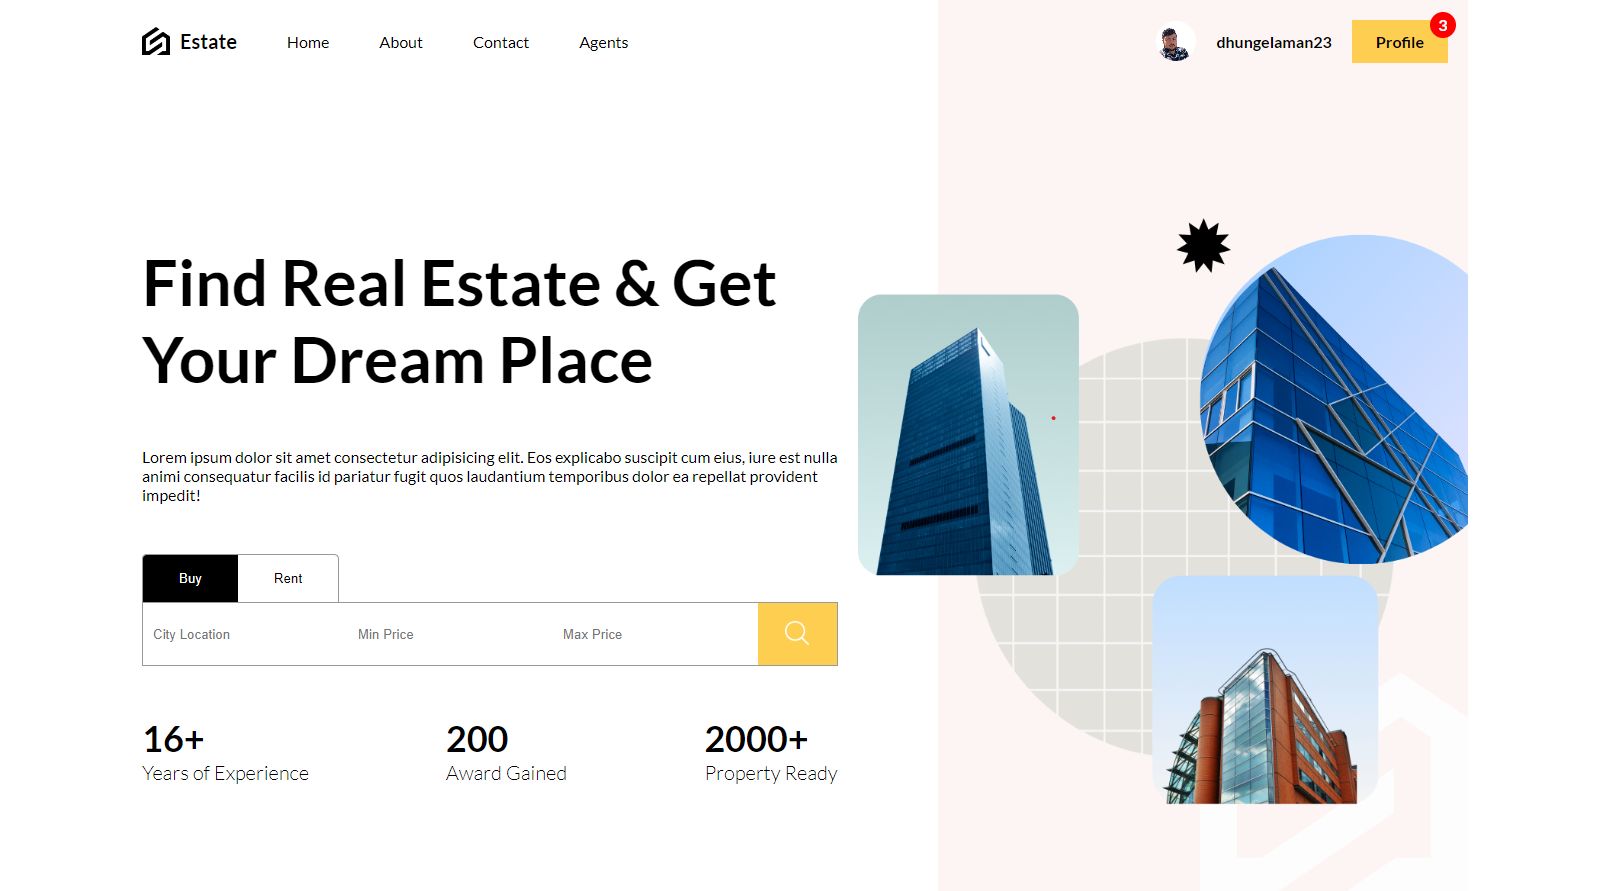 Estate
Home
About
Contact
Agents
dhungelaman23
Profile
3
Find Real Estate & Get
Your Dream Place
Lorem ipsum dolor sit amet consectetur adipisicing elit. Eos explicabo suscipit cum eius, iure est nulla
animi consequatur facilis id pariatur fugit quos laudantium temporibus dolor ea repellat provident
impedit!
Buy
Rent
City Location
Min Price
Max Price
16+
Years of Experience
200
Award Gained
2000+
Property Ready